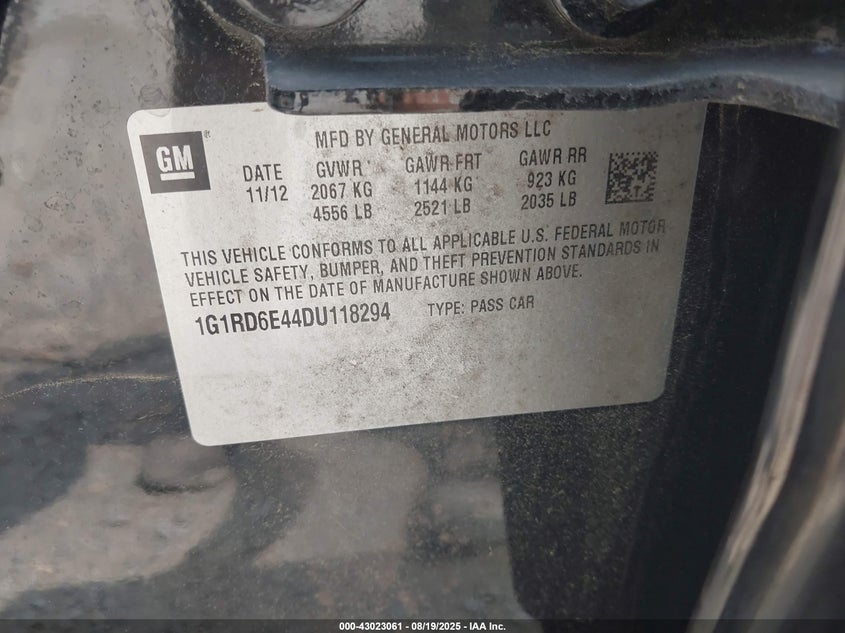 GM
MFD BY GENERAL MOTORS LLC
DATE GVWR GAWR FRT GAWR RR
11/12 2067 KG 1144 KG 923 KG
4556 LB 2521 LB 2035 LB
THIS VEHICLE CONFORMS TO ALL APPLICABLE U.S. FEDERAL MOTOR
VEHICLE SAFETY, BUMPER, AND THEFT PREVENTION STANDARDS IN
EFFECT ON THE DATE OF MANUFACTURE SHOWN ABOVE.
1G1RD6E44DU118294 TYPE: PASS CAR
000-43023061 - 08/19/2025 - IAA Inc.